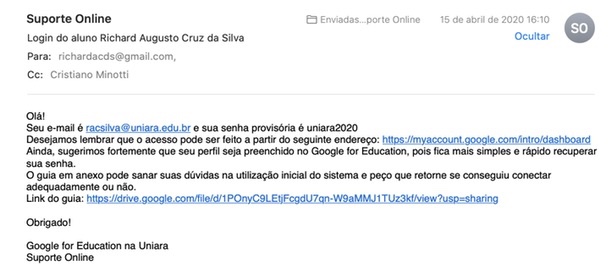 Suporte Online
Enviadas...porte Online
15 de abril de 2020 16:10
SO
Login do aluno Richard Augusto Cruz da Silva
Ocultar
Para: richardacds@gmail.com,
Cc: Cristiano Minotti
Olá!
Seu e-mail é racsilva@uniara.edu.br e sua senha provisória é uniara2020
Desejamos lembrar que o acesso pode ser feito a partir do seguinte endereço: https://myaccount.google.com/intro/dashboard
Ainda, sugerimos fortemente que seu perfil seja preenchido no Google for Education, pois fica mais simples e rápido recuperar
sua senha.
O guia em anexo pode sanar suas dúvidas na utilização inicial do sistema e peço que retorne se conseguiu conectar
adequadamente ou não.
Link do guia: https://drive.google.com/file/d/1POnyC9LEtjFcgdU7qn-W9aMMJ1TUz3kf/view?usp=sharing
Obrigado!
Google for Education na Uniara
Suporte Online